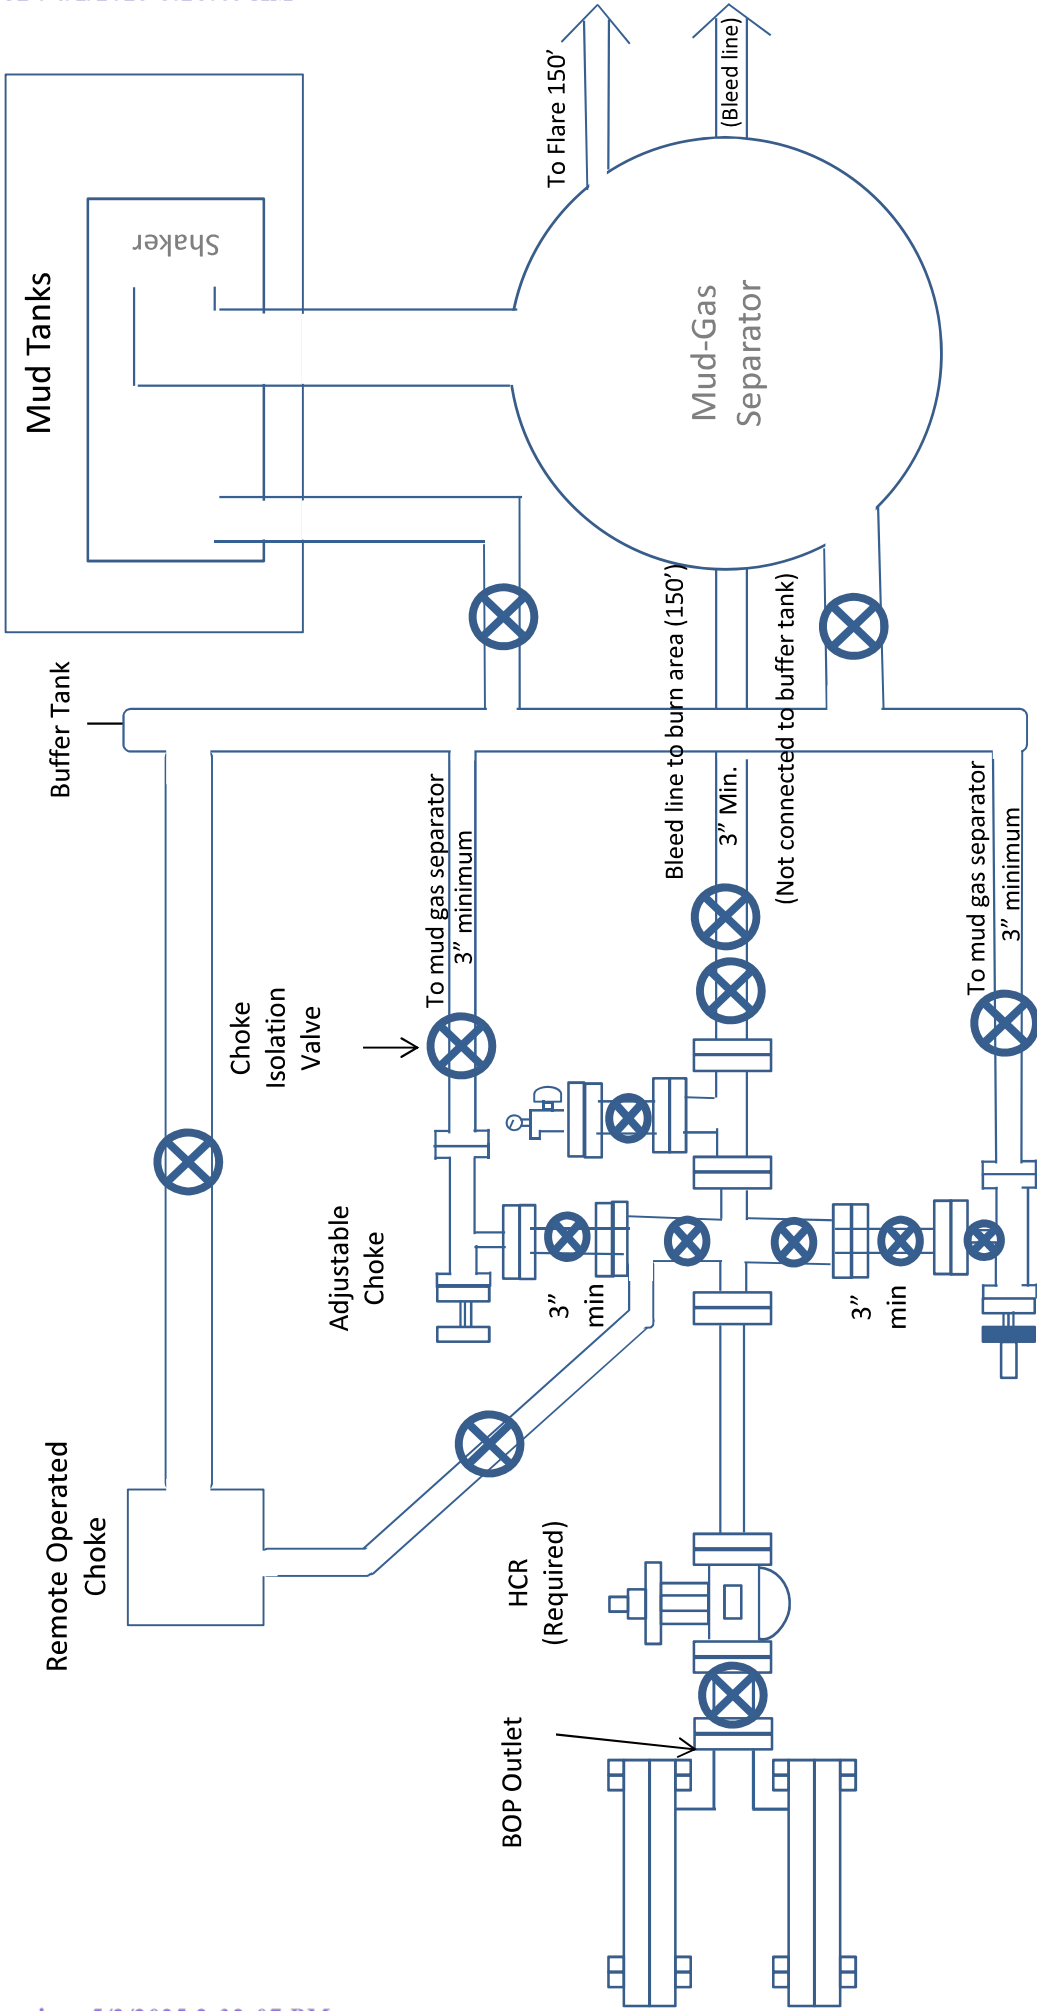 To Flare 150’
(Bleed line)
Mud Tanks
Shaker
Mud-Gas
Separator
Buffer Tank
Bleed line to burn area (150’)
3” Min.
(Not connected to buffer tank)
To mud gas separator
3” minimum
To mud gas separator
3” minimum
Choke
Isolation
Valve
Adjustable
Choke
3”
min
3”
min
Remote Operated
Choke
HCR
(Required)
BOP Outlet